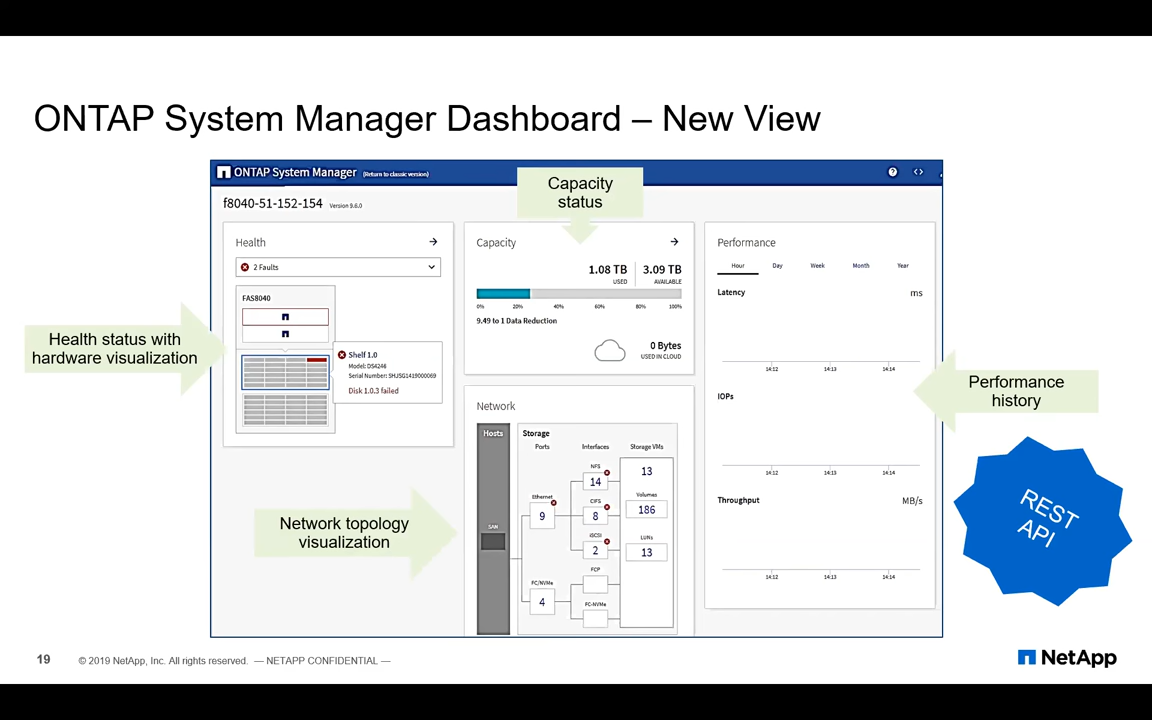 ONTAP System Manager Dashboard – New View
ONTAP System Manager (Return to classic version)
?
<>
f8040-51-152-154 Version 9.6.0
Capacity
status
Health
2 Faults
FAS8040
Shelf 1.0
Model: DS4246
Serial Number: SHJSG1419000069
Disk 1.0.3 failed
Health status with
hardware visualization
Capacity
1.08 TB 3.09 TB
USED AVAILABLE
0% 20% 40% 60% 80% 100%
9.49 to 1 Data Reduction
0 Bytes
USED IN CLOUD
Network
Hosts
SAN
Storage
Ports Interfaces Storage VMs
Ethernet
9
FC/NVMe
4
NFS
14
CIFS
8
iSCSI
2
FCP
FC-NVMe
13
Volumes
186
LUNs
13
Network topology
visualization
Performance
Hour Day Week Month Year
Latency ms
14:12 14:13 14:14
IOPs
14:12 14:13 14:14
Throughput MB/s
14:12 14:13 14:14
Performance
history
REST
API
19 © 2019 NetApp, Inc. All rights reserved. — NETAPP CONFIDENTIAL —
NetApp